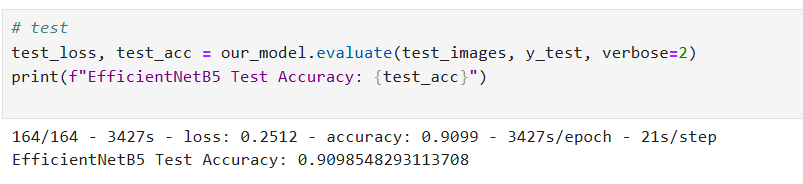 # test
test_loss, test_acc = our_model.evaluate(test_images, y_test, verbose=2)
print(f"EfficientNetB5 Test Accuracy: {test_acc}")
164/164 - 3427s - loss: 0.2512 - accuracy: 0.9099 - 3427s/epoch - 21s/step
EfficientNetB5 Test Accuracy: 0.9098548293113708